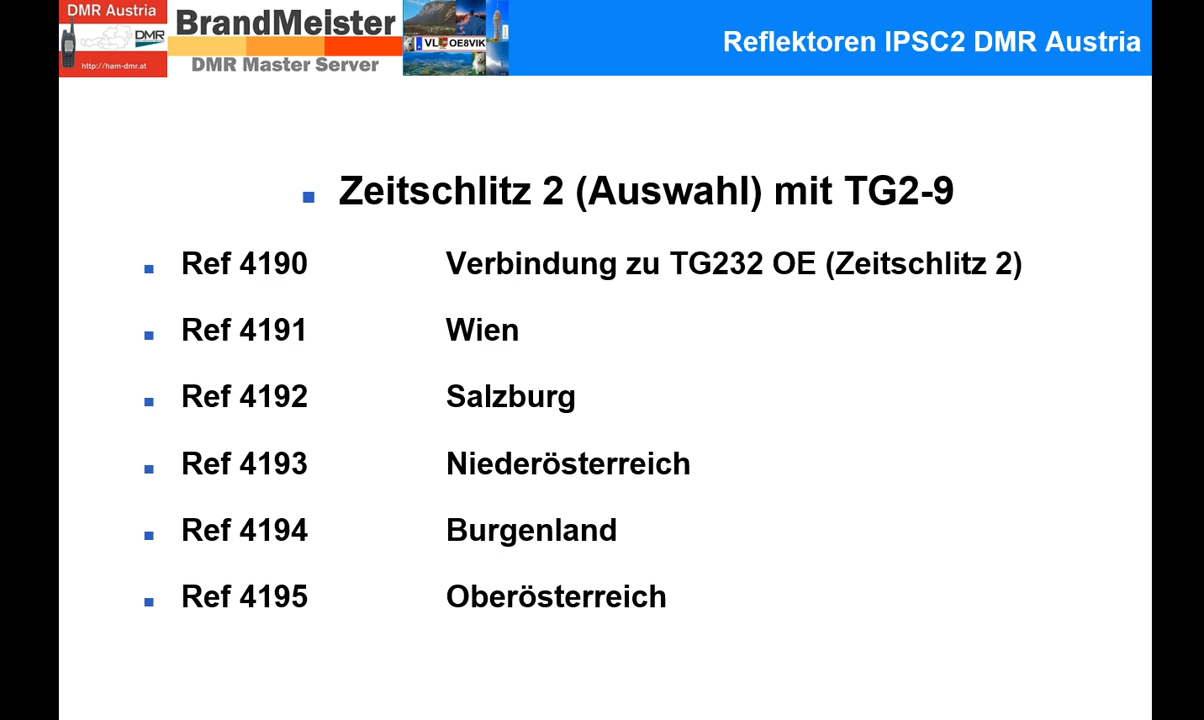 DMR Austria
DMR
http://ham-dmr.at
BrandMeister
DMR Master Server
VL OE8VIK
Reflektoren IPSC2 DMR Austria
Zeitschlitz 2 (Auswahl) mit TG2-9
Ref 4190 Verbindung zu TG232 OE (Zeitschlitz 2)
Ref 4191 Wien
Ref 4192 Salzburg
Ref 4193 Niederösterreich
Ref 4194 Burgenland
Ref 4195 Oberösterreich